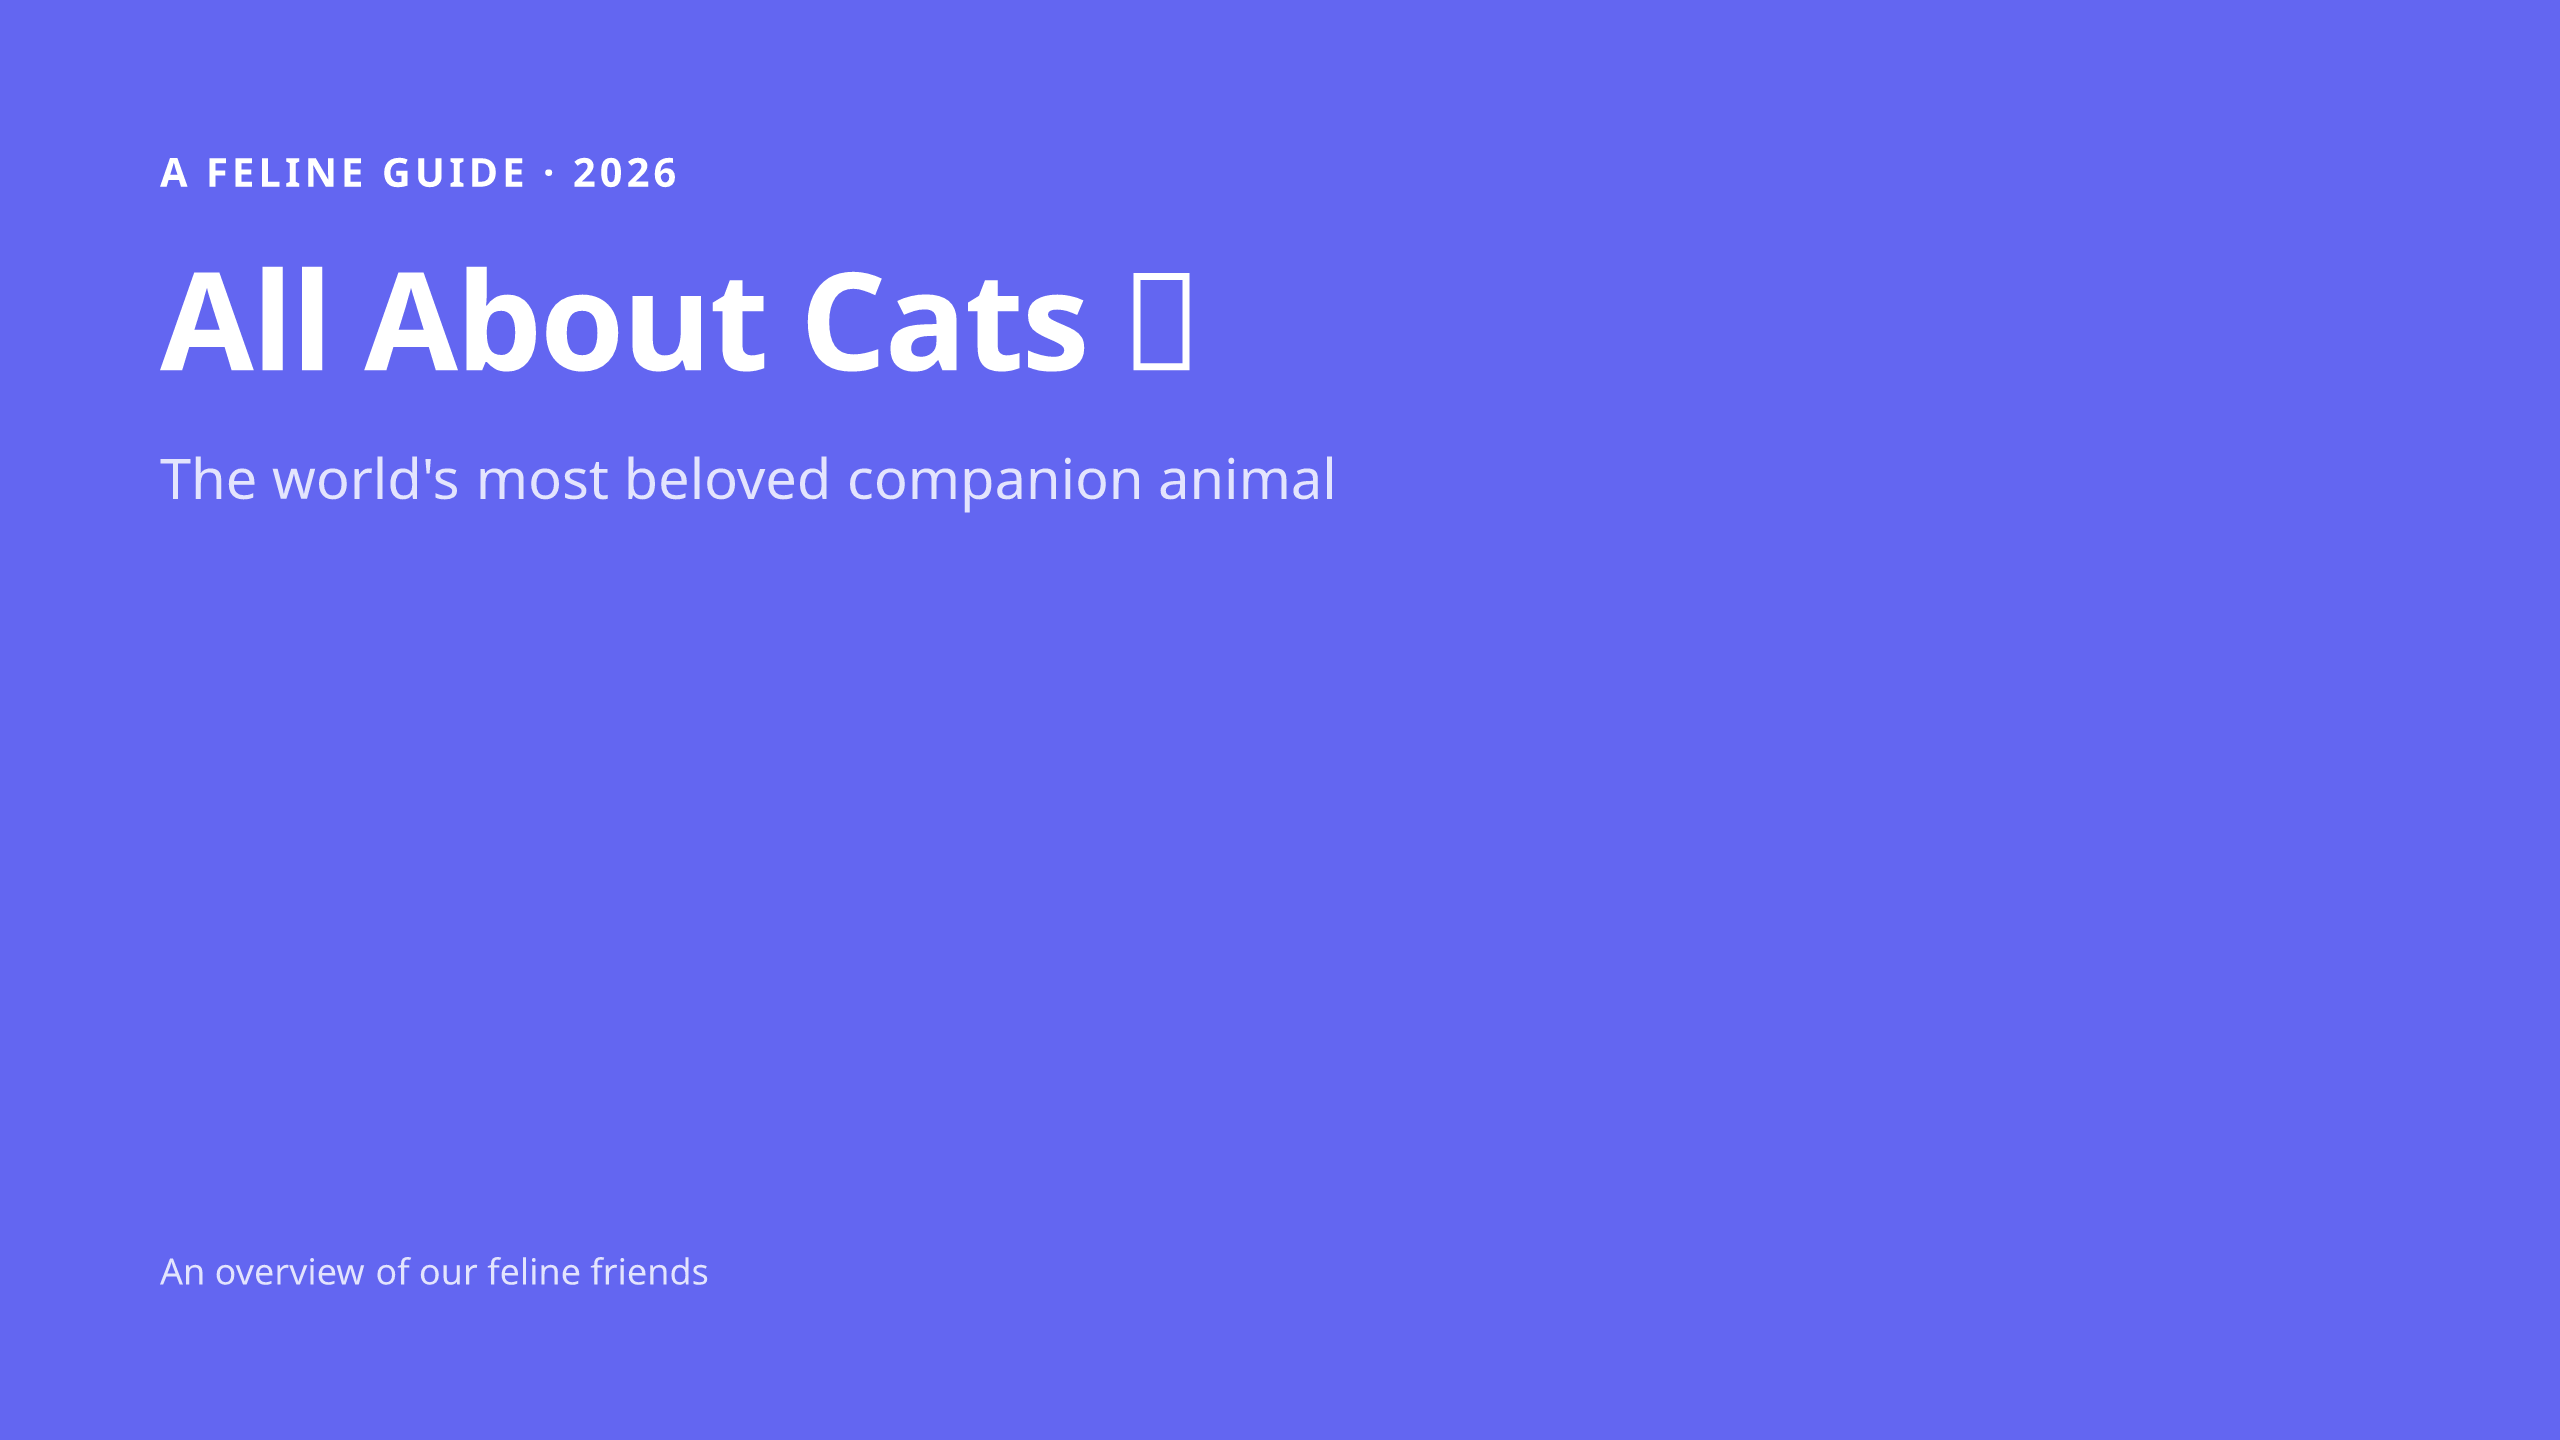 A FELINE GUIDE · 2026
All About Cats
The world's most beloved companion animal
An overview of our feline friends